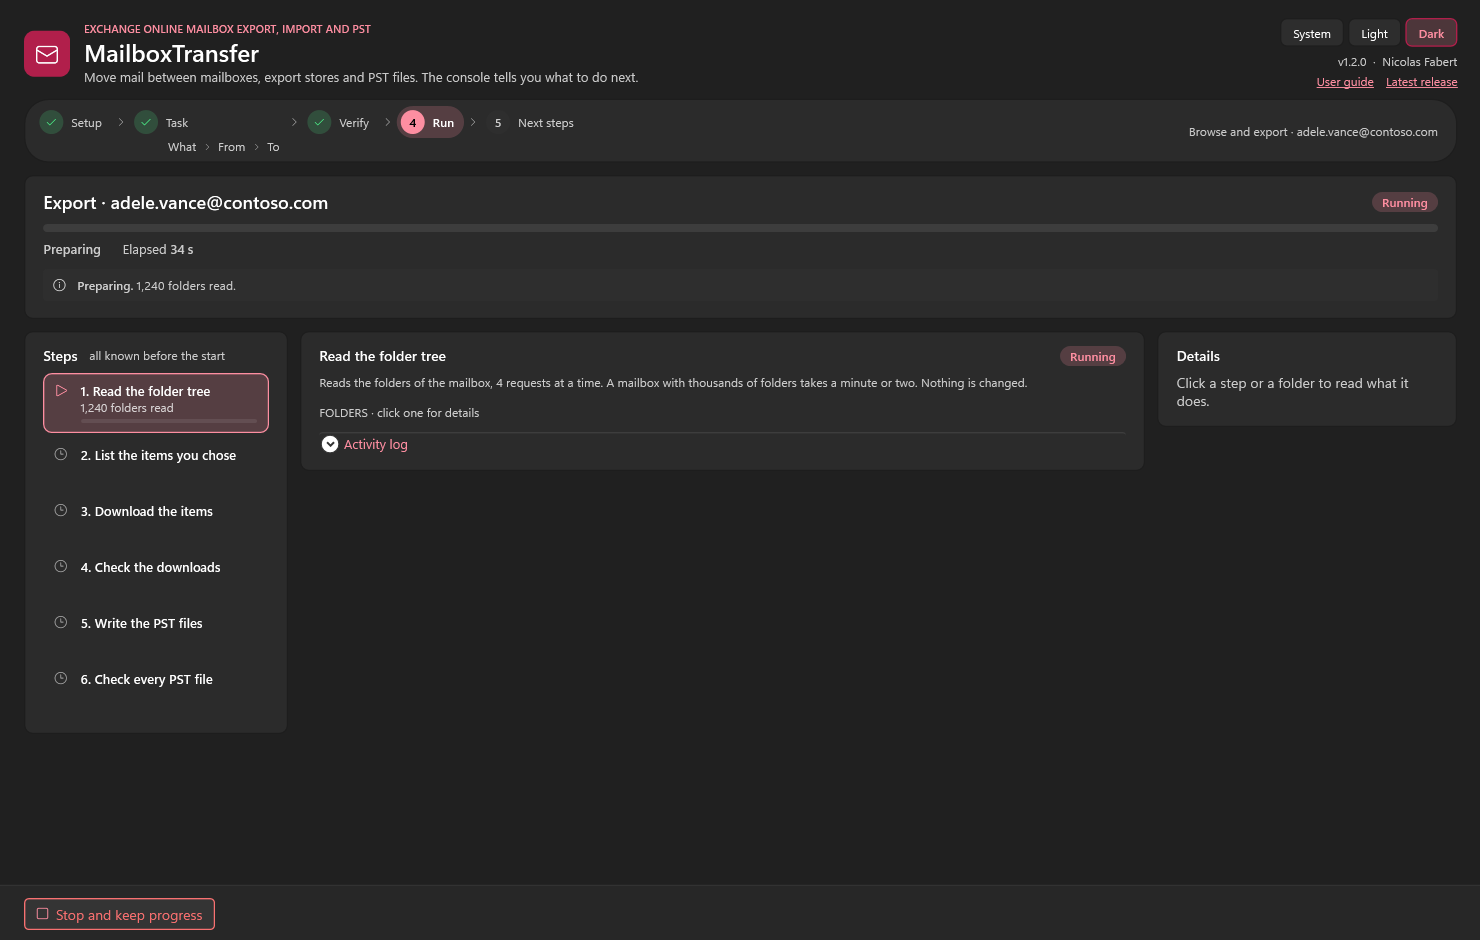 EXCHANGE ONLINE MAILBOX EXPORT, IMPORT AND PST
MailboxTransfer
Move mail between mailboxes, export stores and PST files. The console tells you what to do next.
System
Light
Dark
v1.2.0 · Nicolas Fabert
User guide
Latest release
Setup
Task
Verify
4 Run
5 Next steps
What > From > To
Browse and export · adele.vance@contoso.com
Export · adele.vance@contoso.com
Running
Preparing
Elapsed 34 s
Preparing. 1,240 folders read.
Steps all known before the start
1. Read the folder tree
1,240 folders read
2. List the items you chose
3. Download the items
4. Check the downloads
5. Write the PST files
6. Check every PST file
Read the folder tree
Running
Reads the folders of the mailbox, 4 requests at a time. A mailbox with thousands of folders takes a minute or two. Nothing is changed.
FOLDERS · click one for details
Activity log
Details
Click a step or a folder to read what it
does.
Stop and keep progress